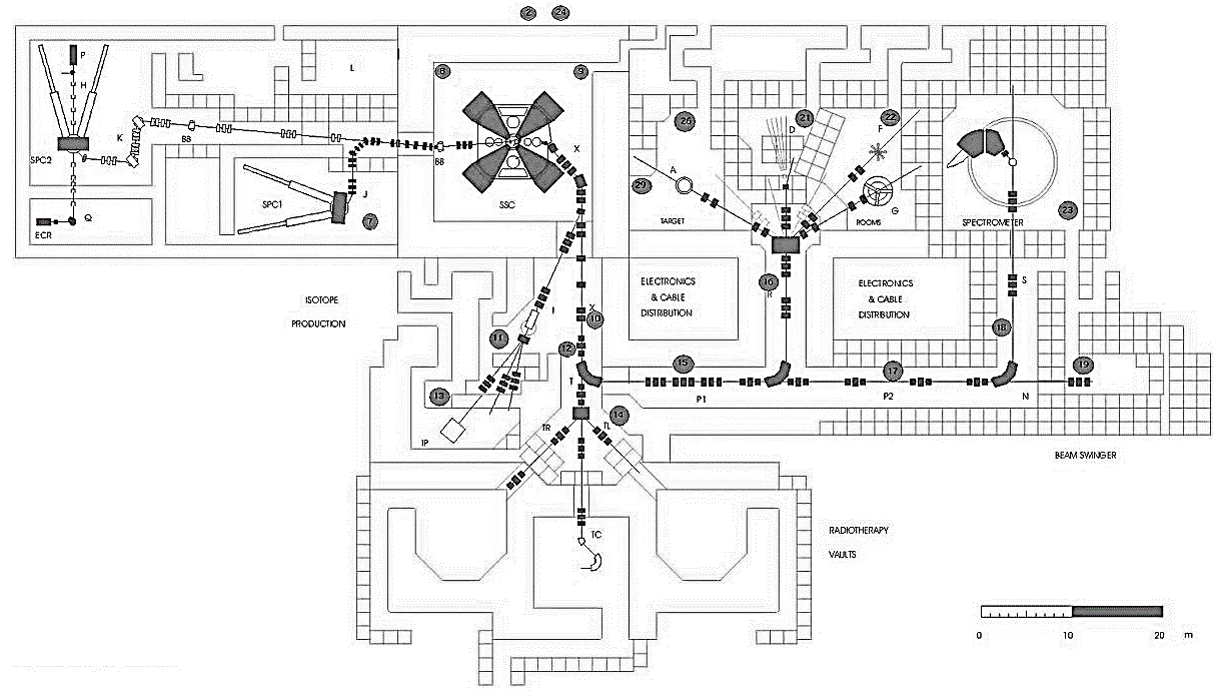 2 24
P
L
8 9
H
K
BB
SPC2
BB
X
SSC
J
SPC1
7
Q
ECR
26
21
22
D
F
A
29
G
TARGET
ROOMS
23
SPECTROMETER
ISOTOPE
PRODUCTION
ELECTRONICS
& CABLE
DISTRIBUTION
16
R
ELECTRONICS
& CABLE
DISTRIBUTION
S
I
X
10
11
12
18
15
17
19
T
13
P1
P2
N
14
IP
TR
TL
BEAM SWINGER
TC
RADIOTHERAPY
VAULTS
0 10 20 m